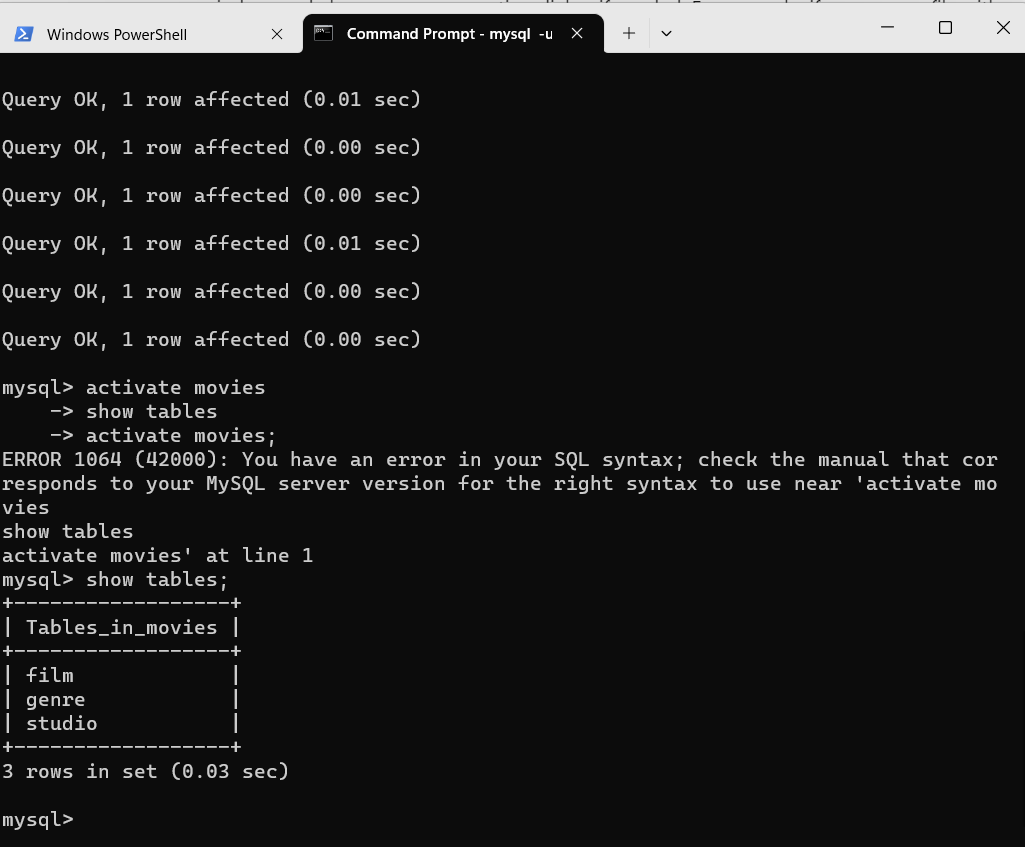 Windows PowerShell
Command Prompt - mysql -u
Query OK, 1 row affected (0.01 sec)
Query OK, 1 row affected (0.00 sec)
Query OK, 1 row affected (0.00 sec)
Query OK, 1 row affected (0.01 sec)
Query OK, 1 row affected (0.00 sec)
Query OK, 1 row affected (0.00 sec)
mysql> activate movies
    -> show tables
    -> activate movies;
ERROR 1064 (42000): You have an error in your SQL syntax; check the manual that cor
responds to your MySQL server version for the right syntax to use near 'activate mo
vies
show tables
activate movies' at line 1
mysql> show tables;
+------------------+
| Tables_in_movies |
+------------------+
| film             |
| genre            |
| studio           |
+------------------+
3 rows in set (0.03 sec)
mysql>